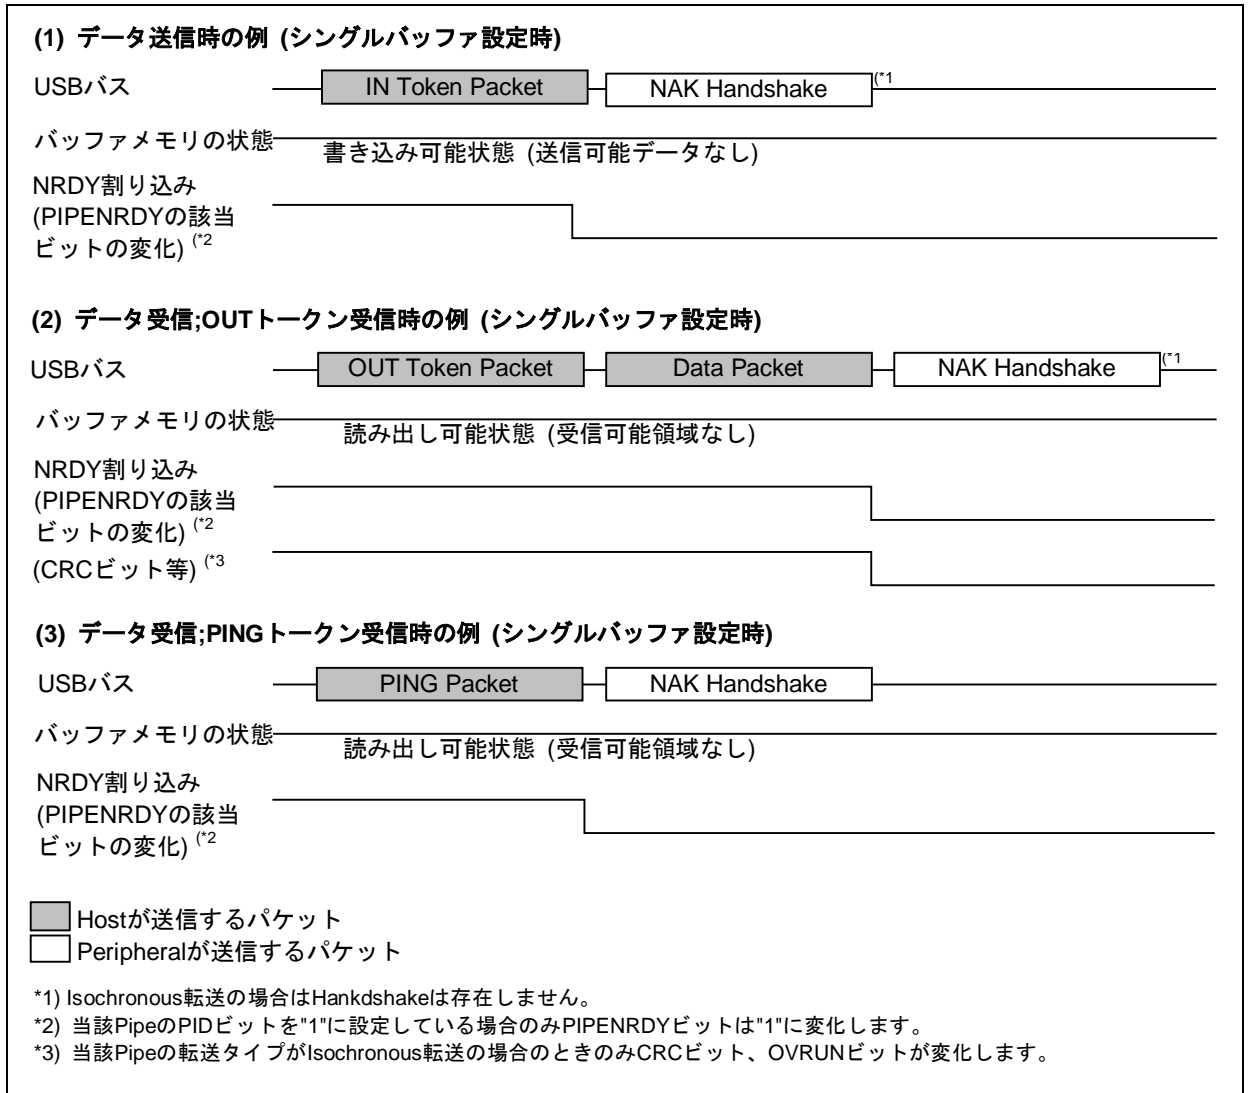 (1) データ送信時の例 (シングルバッファ設定時)
USBバス
IN Token Packet
NAK Handshake
(*1
バッファメモリの状態
書き込み可能状態 (送信可能データなし)
NRDY割り込み
(PIPENRDYの該当
ビットの変化) (*2
(2) データ受信;OUTトークン受信時の例 (シングルバッファ設定時)
USBバス
OUT Token Packet
Data Packet
NAK Handshake
(*1
バッファメモリの状態
読み出し可能状態 (受信可能領域なし)
NRDY割り込み
(PIPENRDYの該当
ビットの変化) (*2
(CRCビット等) (*3
(3) データ受信;PINGトークン受信時の例 (シングルバッファ設定時)
USBバス
PING Packet
NAK Handshake
バッファメモリの状態
読み出し可能状態 (受信可能領域なし)
NRDY割り込み
(PIPENRDYの該当
ビットの変化) (*2
Hostが送信するパケット
Peripheralが送信するパケット
*1) Isochronous転送の場合はHankdshakeは存在しません。
*2) 当該PipeのPIDビットを"1"に設定している場合のみPIPENRDYビットは"1"に変化します。
*3) 当該Pipeの転送タイプがIsochronous転送の場合のときのみCRCビット、OVRUNビットが変化します。